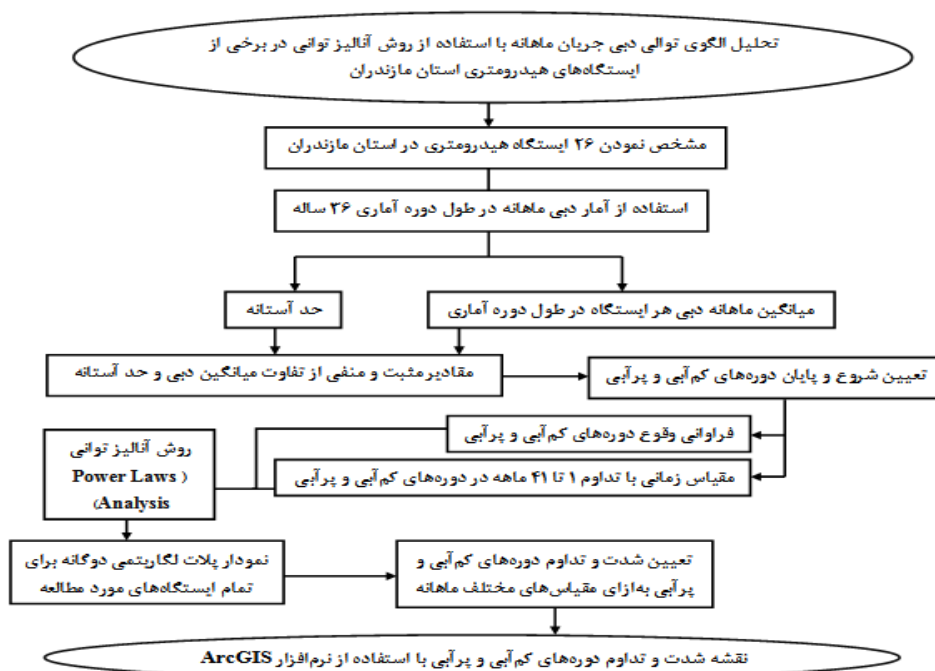 تحلیل الگوی توالی دبی جریان ماهانه با استفاده از روش آنالیز توانی در برخی از
ایستگاه‌های هیدرومتری استان مازندران
مشخص نمودن ۲۶ ایستگاه هیدرومتری در استان مازندران
استفاده از آمار دبی ماهانه در طول دوره آماری ۳۶ ساله
میانگین ماهانه دبی هر ایستگاه در طول دوره آماری
حد آستانه
مقادیر مثبت و منفی از تفاوت میانگین دبی و حد آستانه
تعیین شروع و پایان دوره‌های کم‌آبی و پرآبی
فراوانی وقوع دوره‌های کم‌آبی و پرآبی
مقیاس زمانی با تداوم ۱ تا ۴۱ ماهه در دوره‌های کم‌آبی و پرآبی
روش آنالیز توانی
Power Laws )
(Analysis
نمودار پلات لگاریتمی دوگانه برای
تمام ایستگاه‌های مورد مطالعه
تعیین شدت و تداوم دوره‌های کم‌آبی و
پرآبی به‌ازای مقیاس‌های مختلف ماهانه
نقشه شدت و تداوم دوره‌های کم‌آبی و پرآبی با استفاده از نرم‌افزار ArcGIS